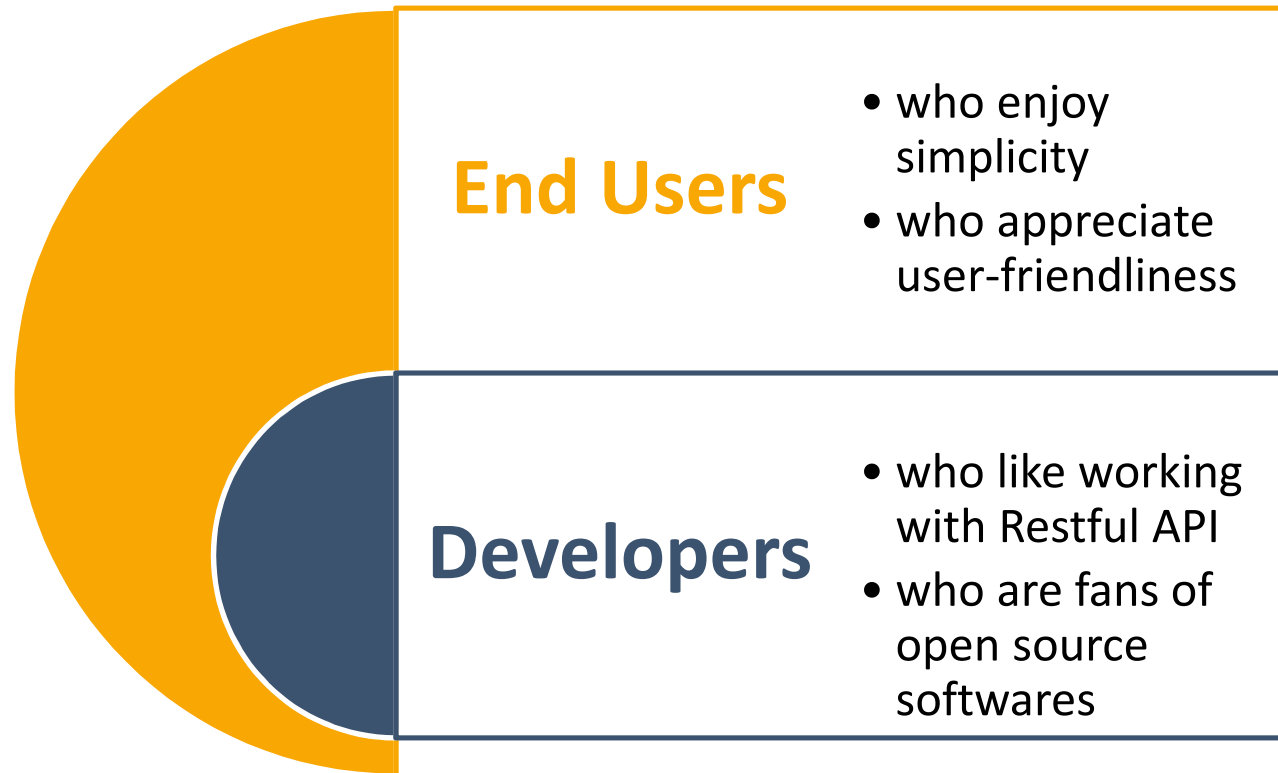 End Users
• who enjoy
simplicity
• who appreciate
user-friendliness
Developers
• who like working
with Restful API
• who are fans of
open source
softwares